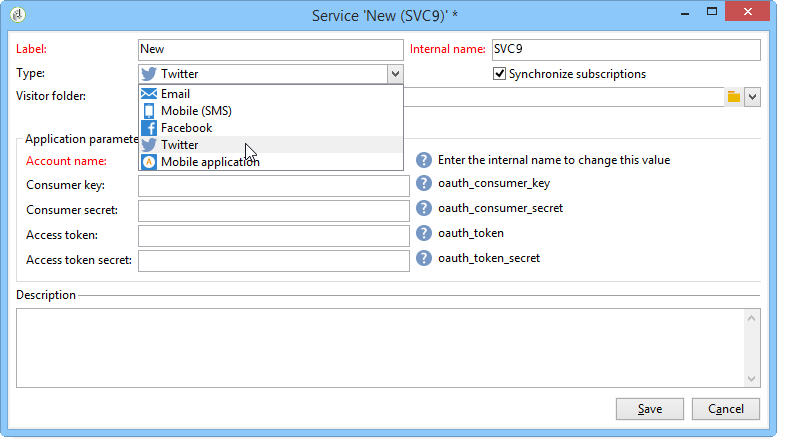 Service 'New (SVC9)' *
Label: New Internal name: SVC9
Type: Twitter Synchronize subscriptions
Visitor folder:
Email
Mobile (SMS)
Facebook
Twitter
Mobile application
Application paramete
Account name: Enter the internal name to change this value
Consumer key: oauth_consumer_key
Consumer secret: oauth_consumer_secret
Access token: oauth_token
Access token secret: oauth_token_secret
Description
Save Cancel